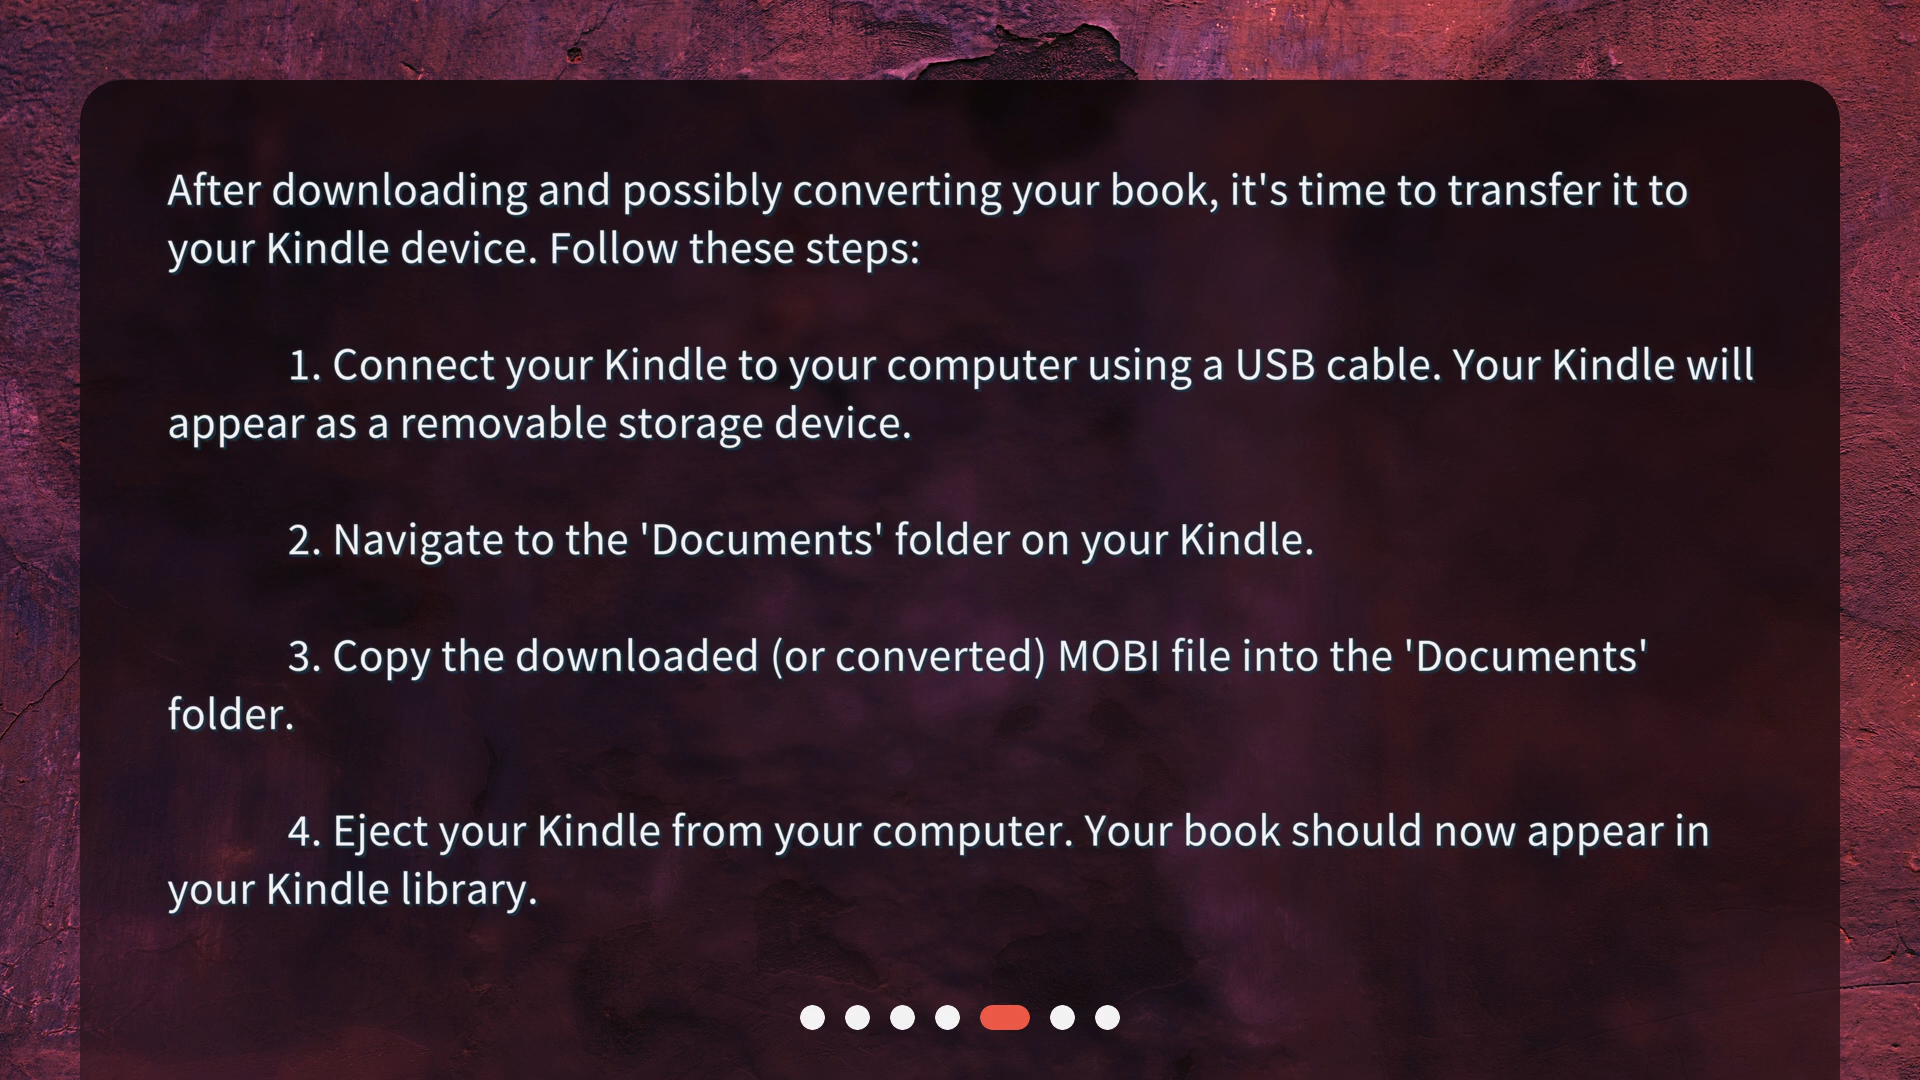 After downloading and possibly converting your book, it's time to transfer it to
your Kindle device. Follow these steps:
1. Connect your Kindle to your computer using a USB cable. Your Kindle will
appear as a removable storage device.
2. Navigate to the 'Documents' folder on your Kindle.
3. Copy the downloaded (or converted) MOBI file into the 'Documents'
folder.
4. Eject your Kindle from your computer. Your book should now appear in
your Kindle library.